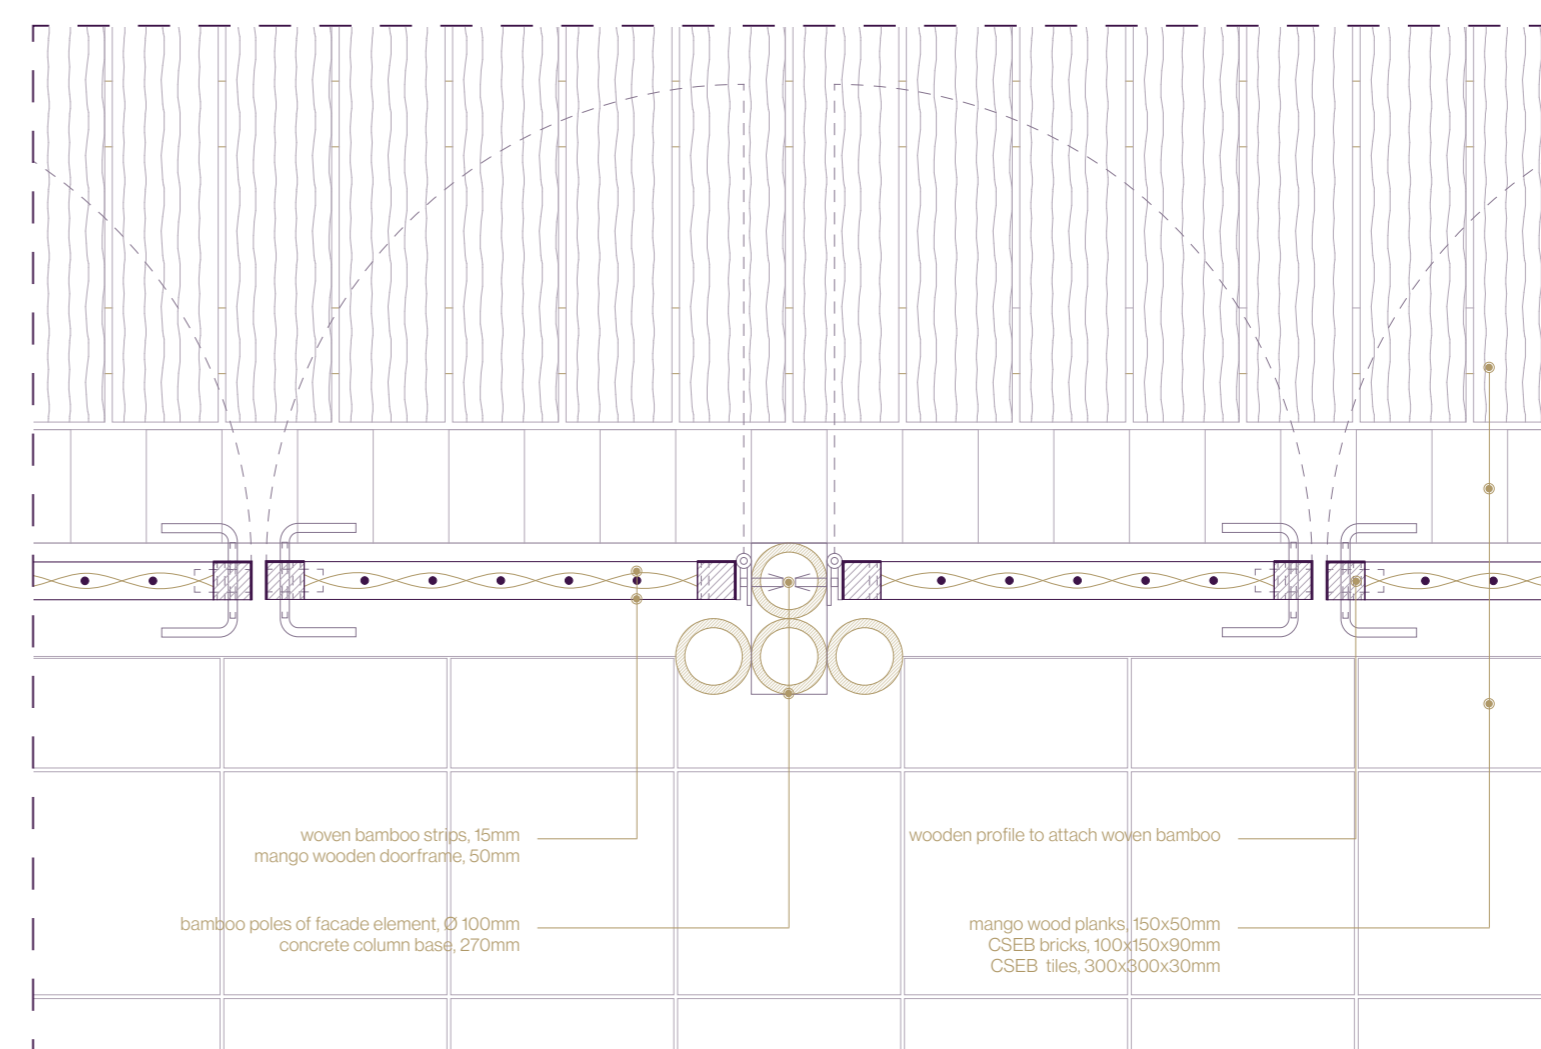 woven bamboo strips, 15mm
mango wooden doorframe, 50mm
wooden profile to attach woven bamboo
bamboo poles of facade element, Ø 100mm
concrete column base, 270mm
mango wood planks, 150x50mm
CSEB bricks, 100x150x90mm
CSEB tiles, 300x300x30mm